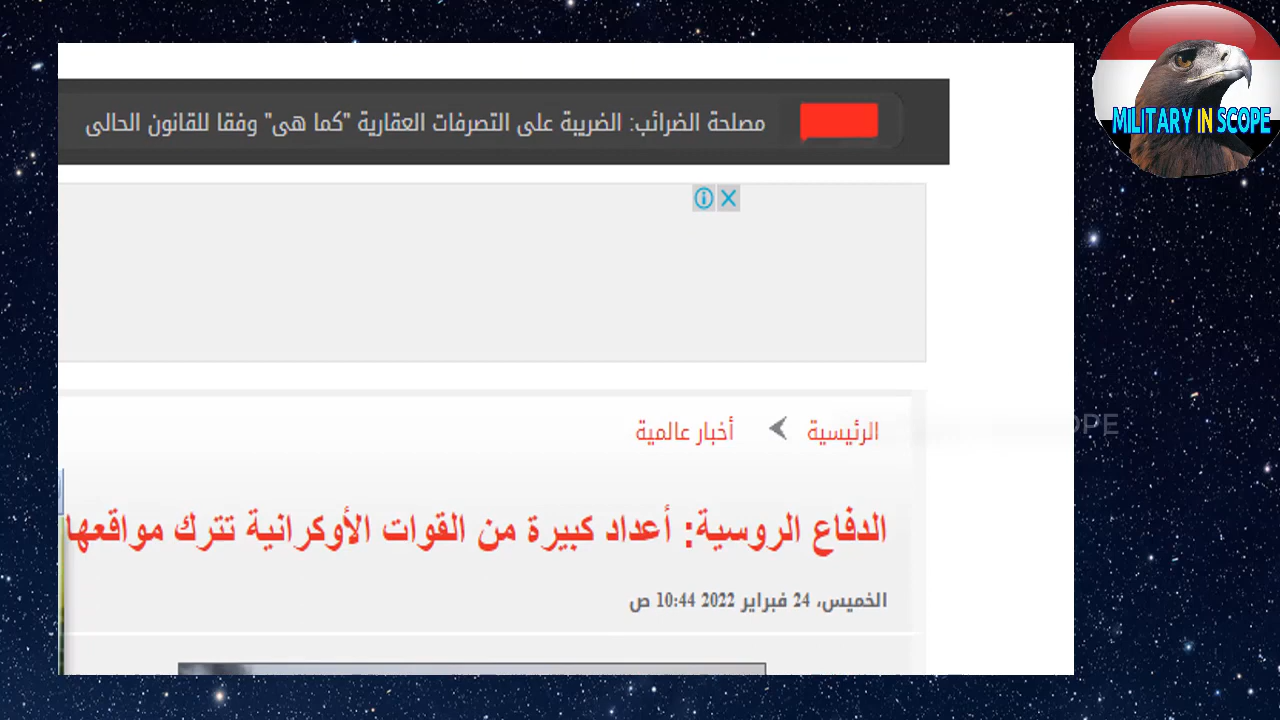 MILITARY IN SCOPE
مصلحة الضرائب: الضريبة على التصرفات العقارية "كما هى" وفقا للقانون الحالى
الرئيسية أخبار عالمية
الدفاع الروسية: أعداد كبيرة من القوات الأوكرانية تترك مواقعها
الخميس، 24 فبراير 2022 10:44 ص